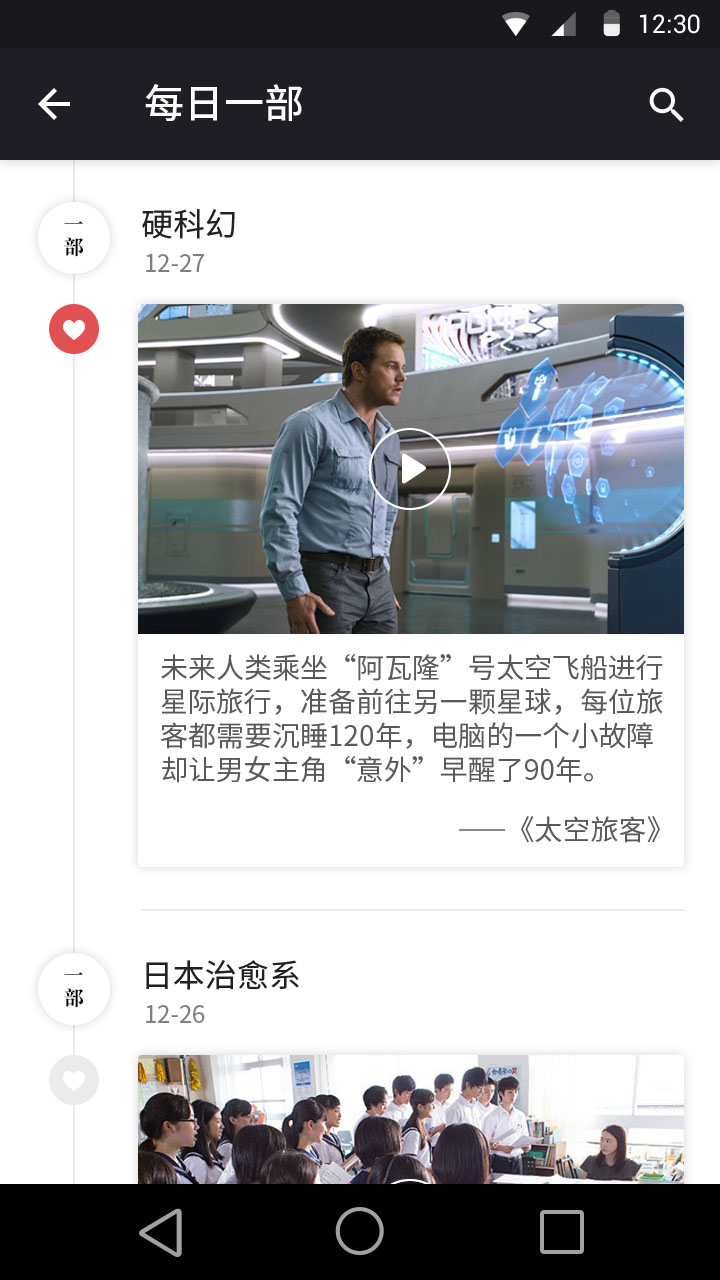 12:30
每日一部
一
部
硬科幻
12-27
未来人类乘坐“阿瓦隆”号太空飞船进行
星际旅行，准备前往另一颗星球，每位旅
客都需要沉睡120年，电脑的一个小故障
却让男女主角“意外”早醒了90年。
——《太空旅客》
一
部
日本治愈系
12-26